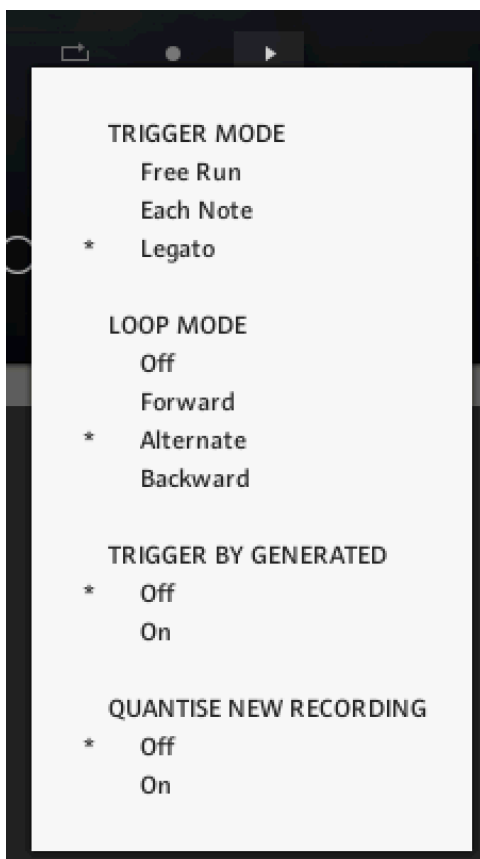 TRIGGER MODE
Free Run
Each Note
* Legato
LOOP MODE
Off
Forward
* Alternate
Backward
TRIGGER BY GENERATED
* Off
On
QUANTISE NEW RECORDING
* Off
On